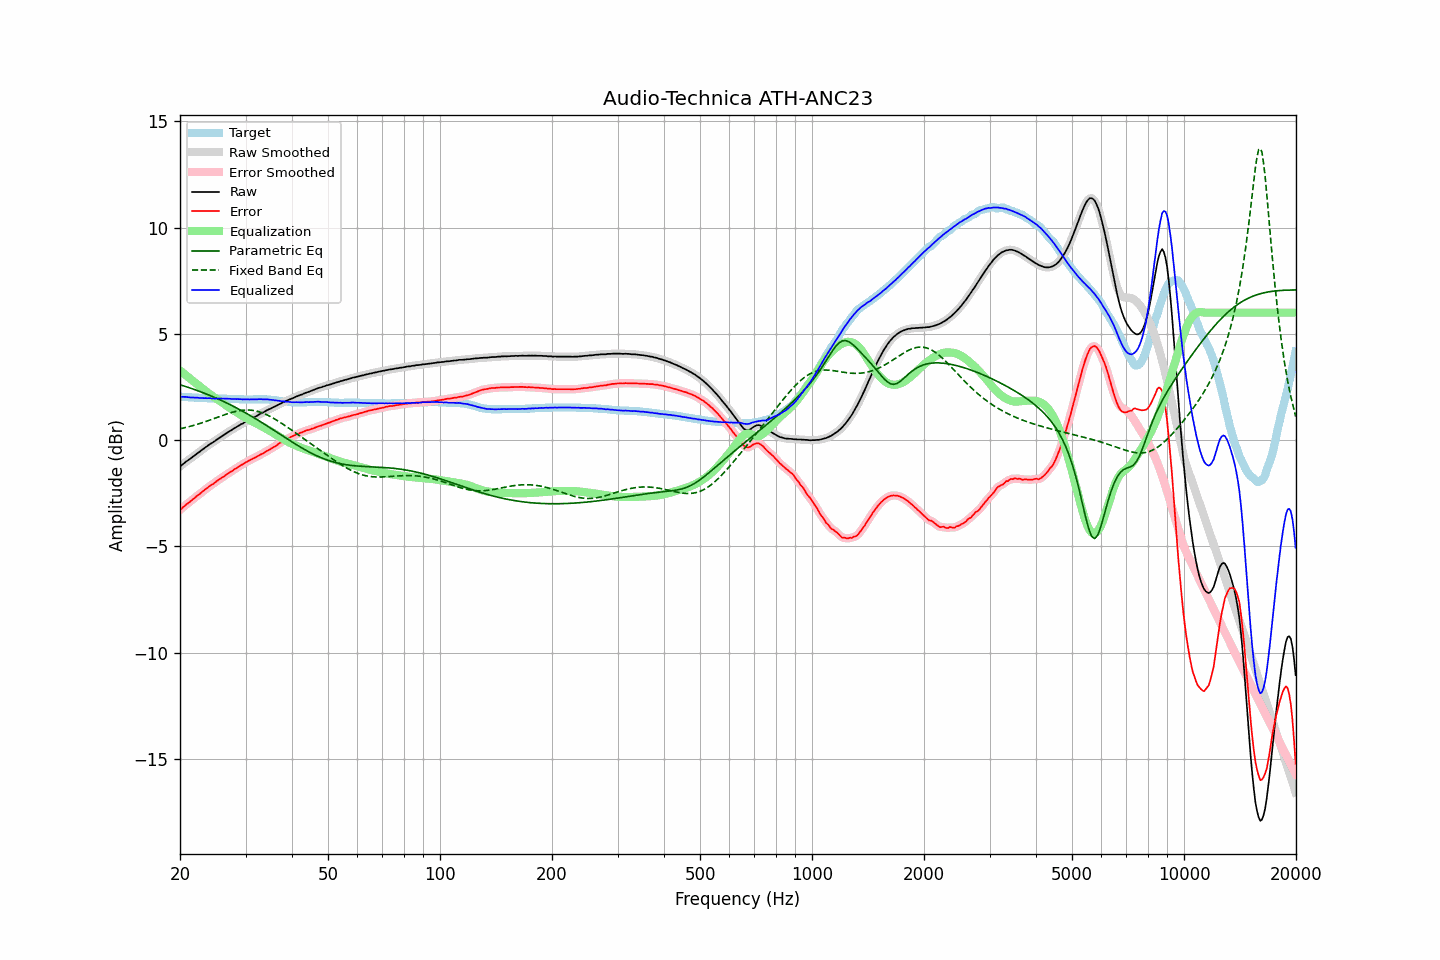 Audio-Technica ATH-ANC23
Target
Raw Smoothed
Error Smoothed
Raw
Error
Equalization
Parametric Eq
Fixed Band Eq
Equalized
15
10
5
0
−5
−10
−15
Amplitude (dBr)
20 50 100 200 500 1000 2000 5000 10000 20000
Frequency (Hz)